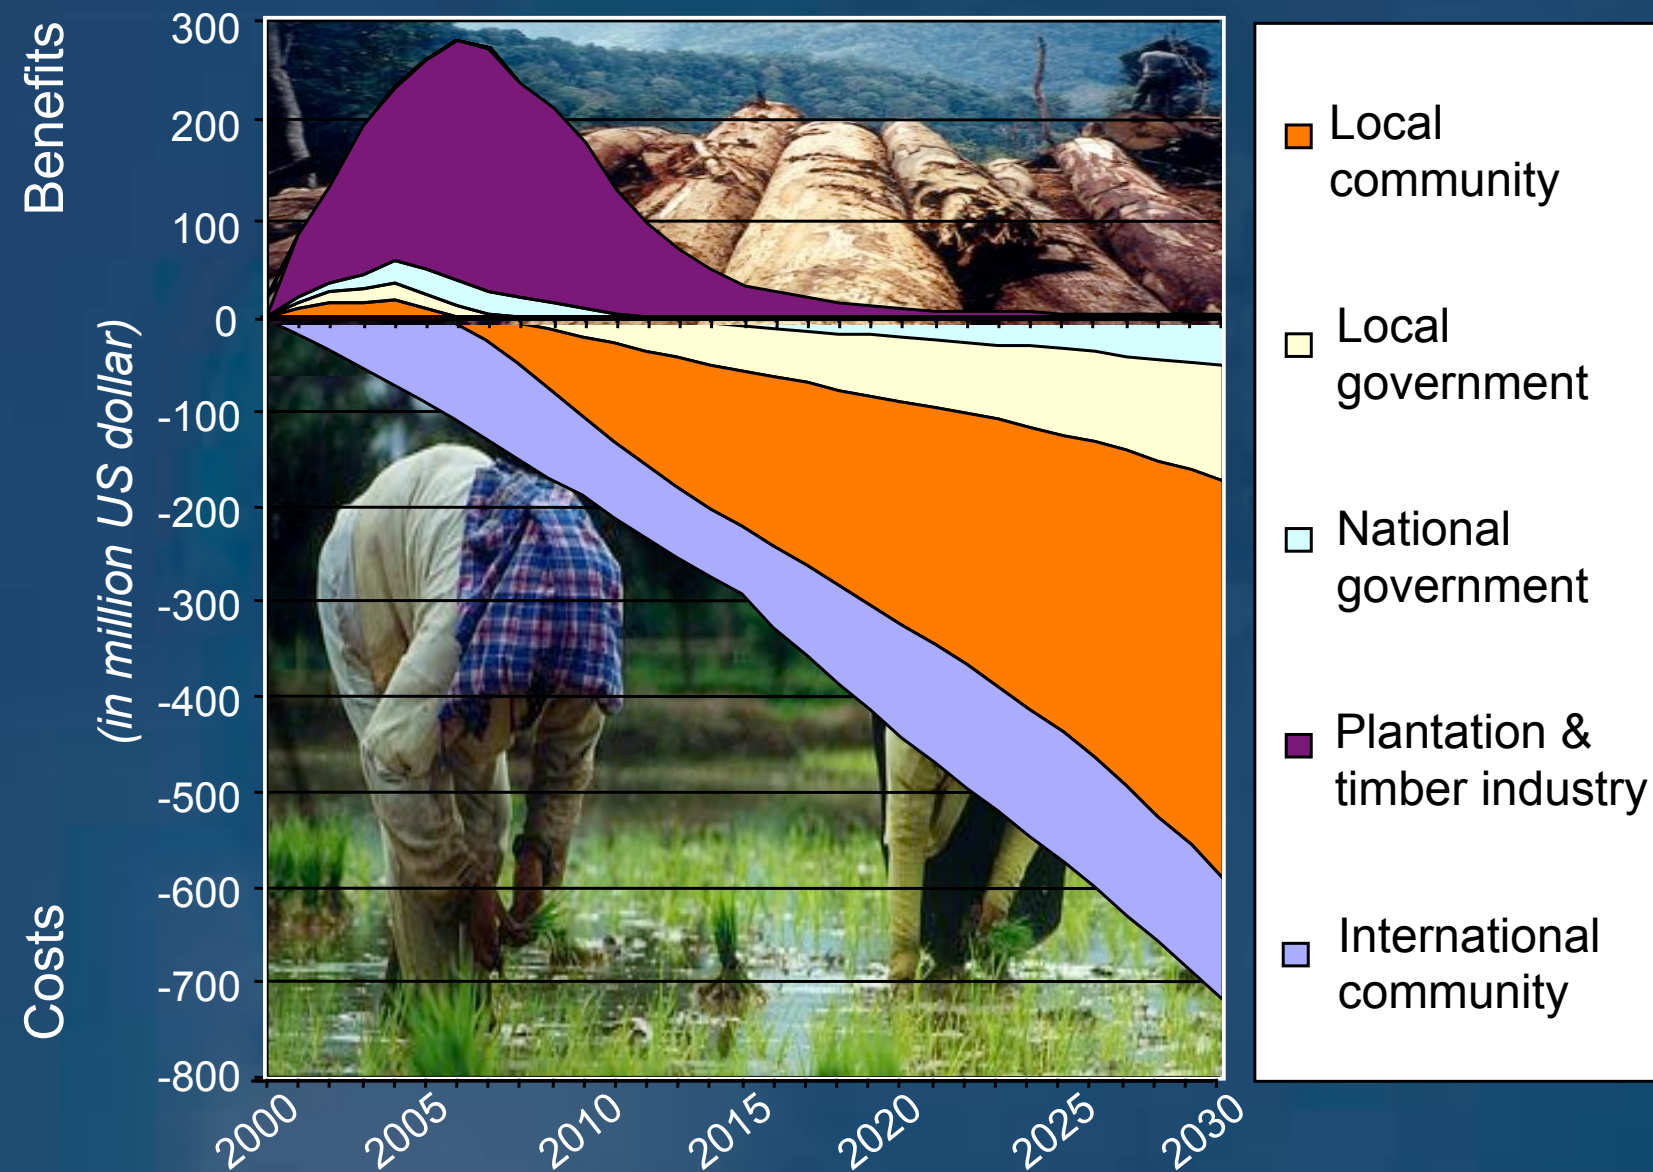 Benefits
(in million US dollar)
Costs
300
200
100
0
-100
-200
-300
-400
-500
-600
-700
-800
2000
2005
2010
2015
2020
2025
2030
Local
community
Local
government
National
government
Plantation &
timber industry
International
community